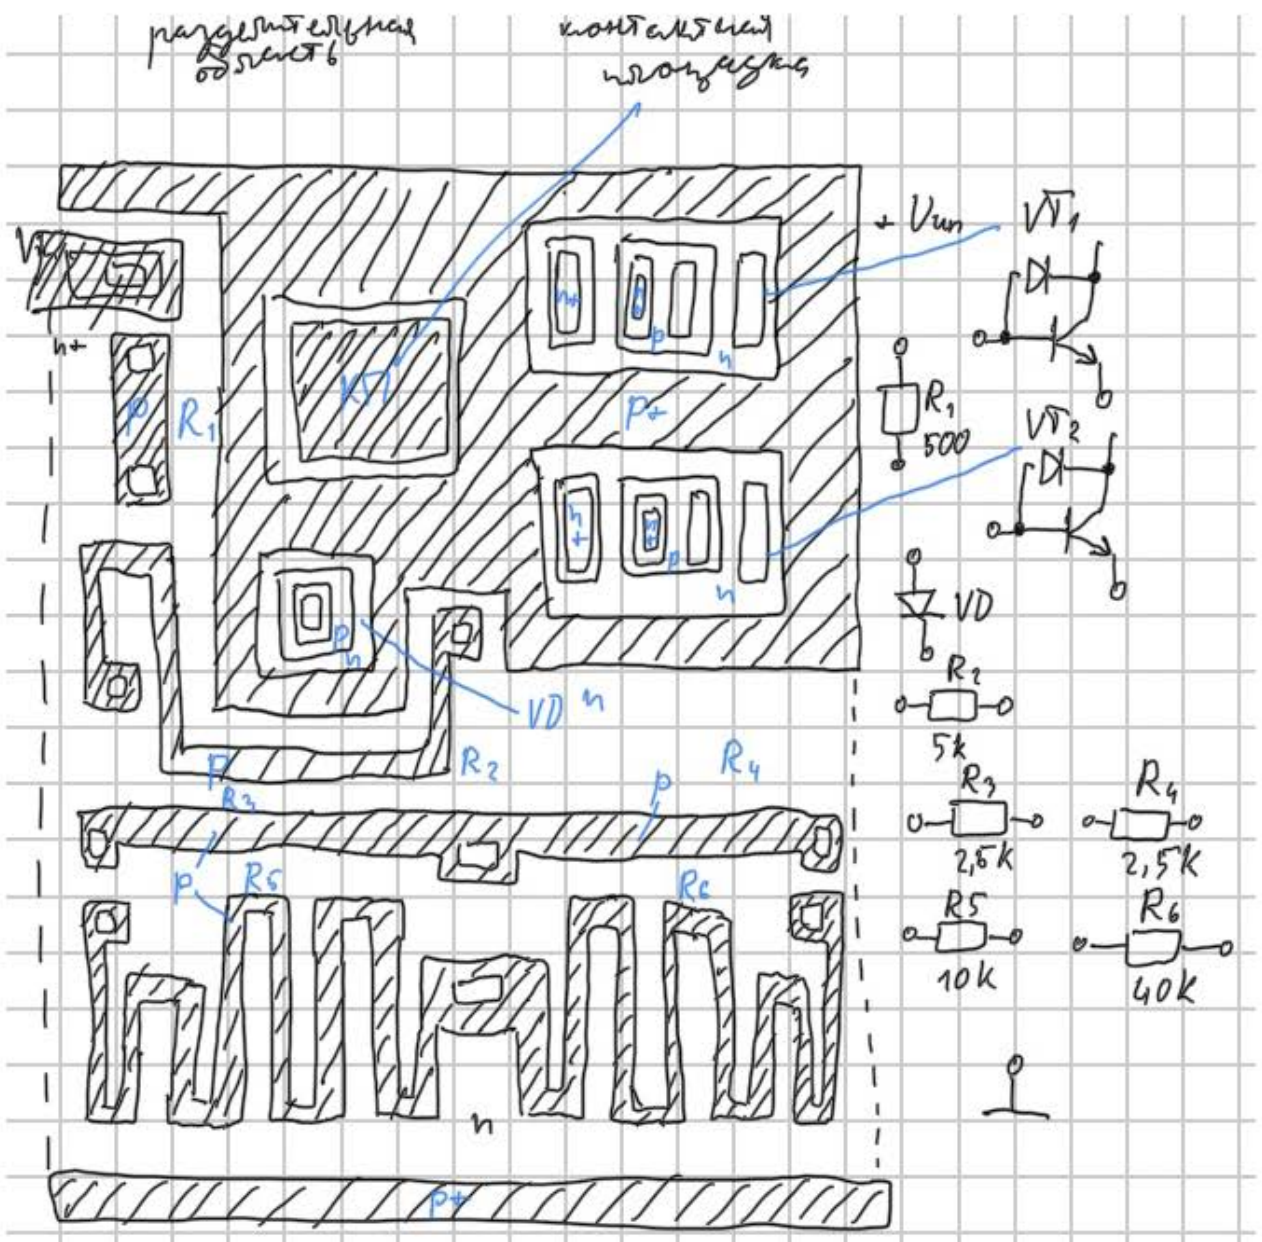 разделительная
область
контактная
площадка
+ Uип
VT1
n+
n+
p
n
R1
500
n+
p
R1
КП
p+
VT2
n+
n+
p
n
VD
p
n
VD
n
R2
5k
p
R2
R4
R3
p
p
R3
2,5k
R4
2,5k
R5
R6
R5
10k
R6
40k
n
p+